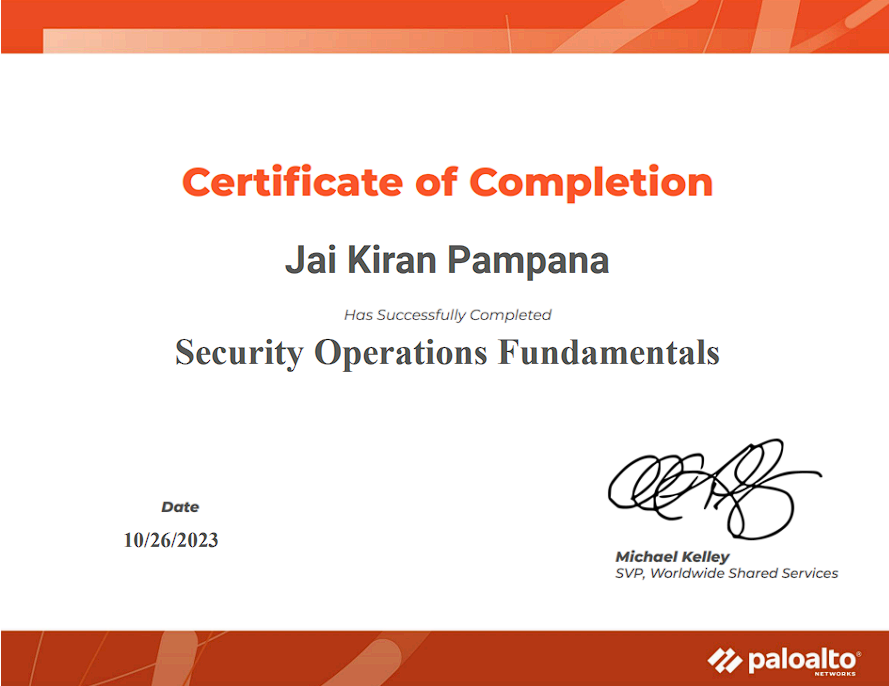 Certificate of Completion
Jai Kiran Pampana
Has Successfully Completed
Security Operations Fundamentals
Date
10/26/2023
Michael Kelley
SVP, Worldwide Shared Services
paloalto®
NETWORKS